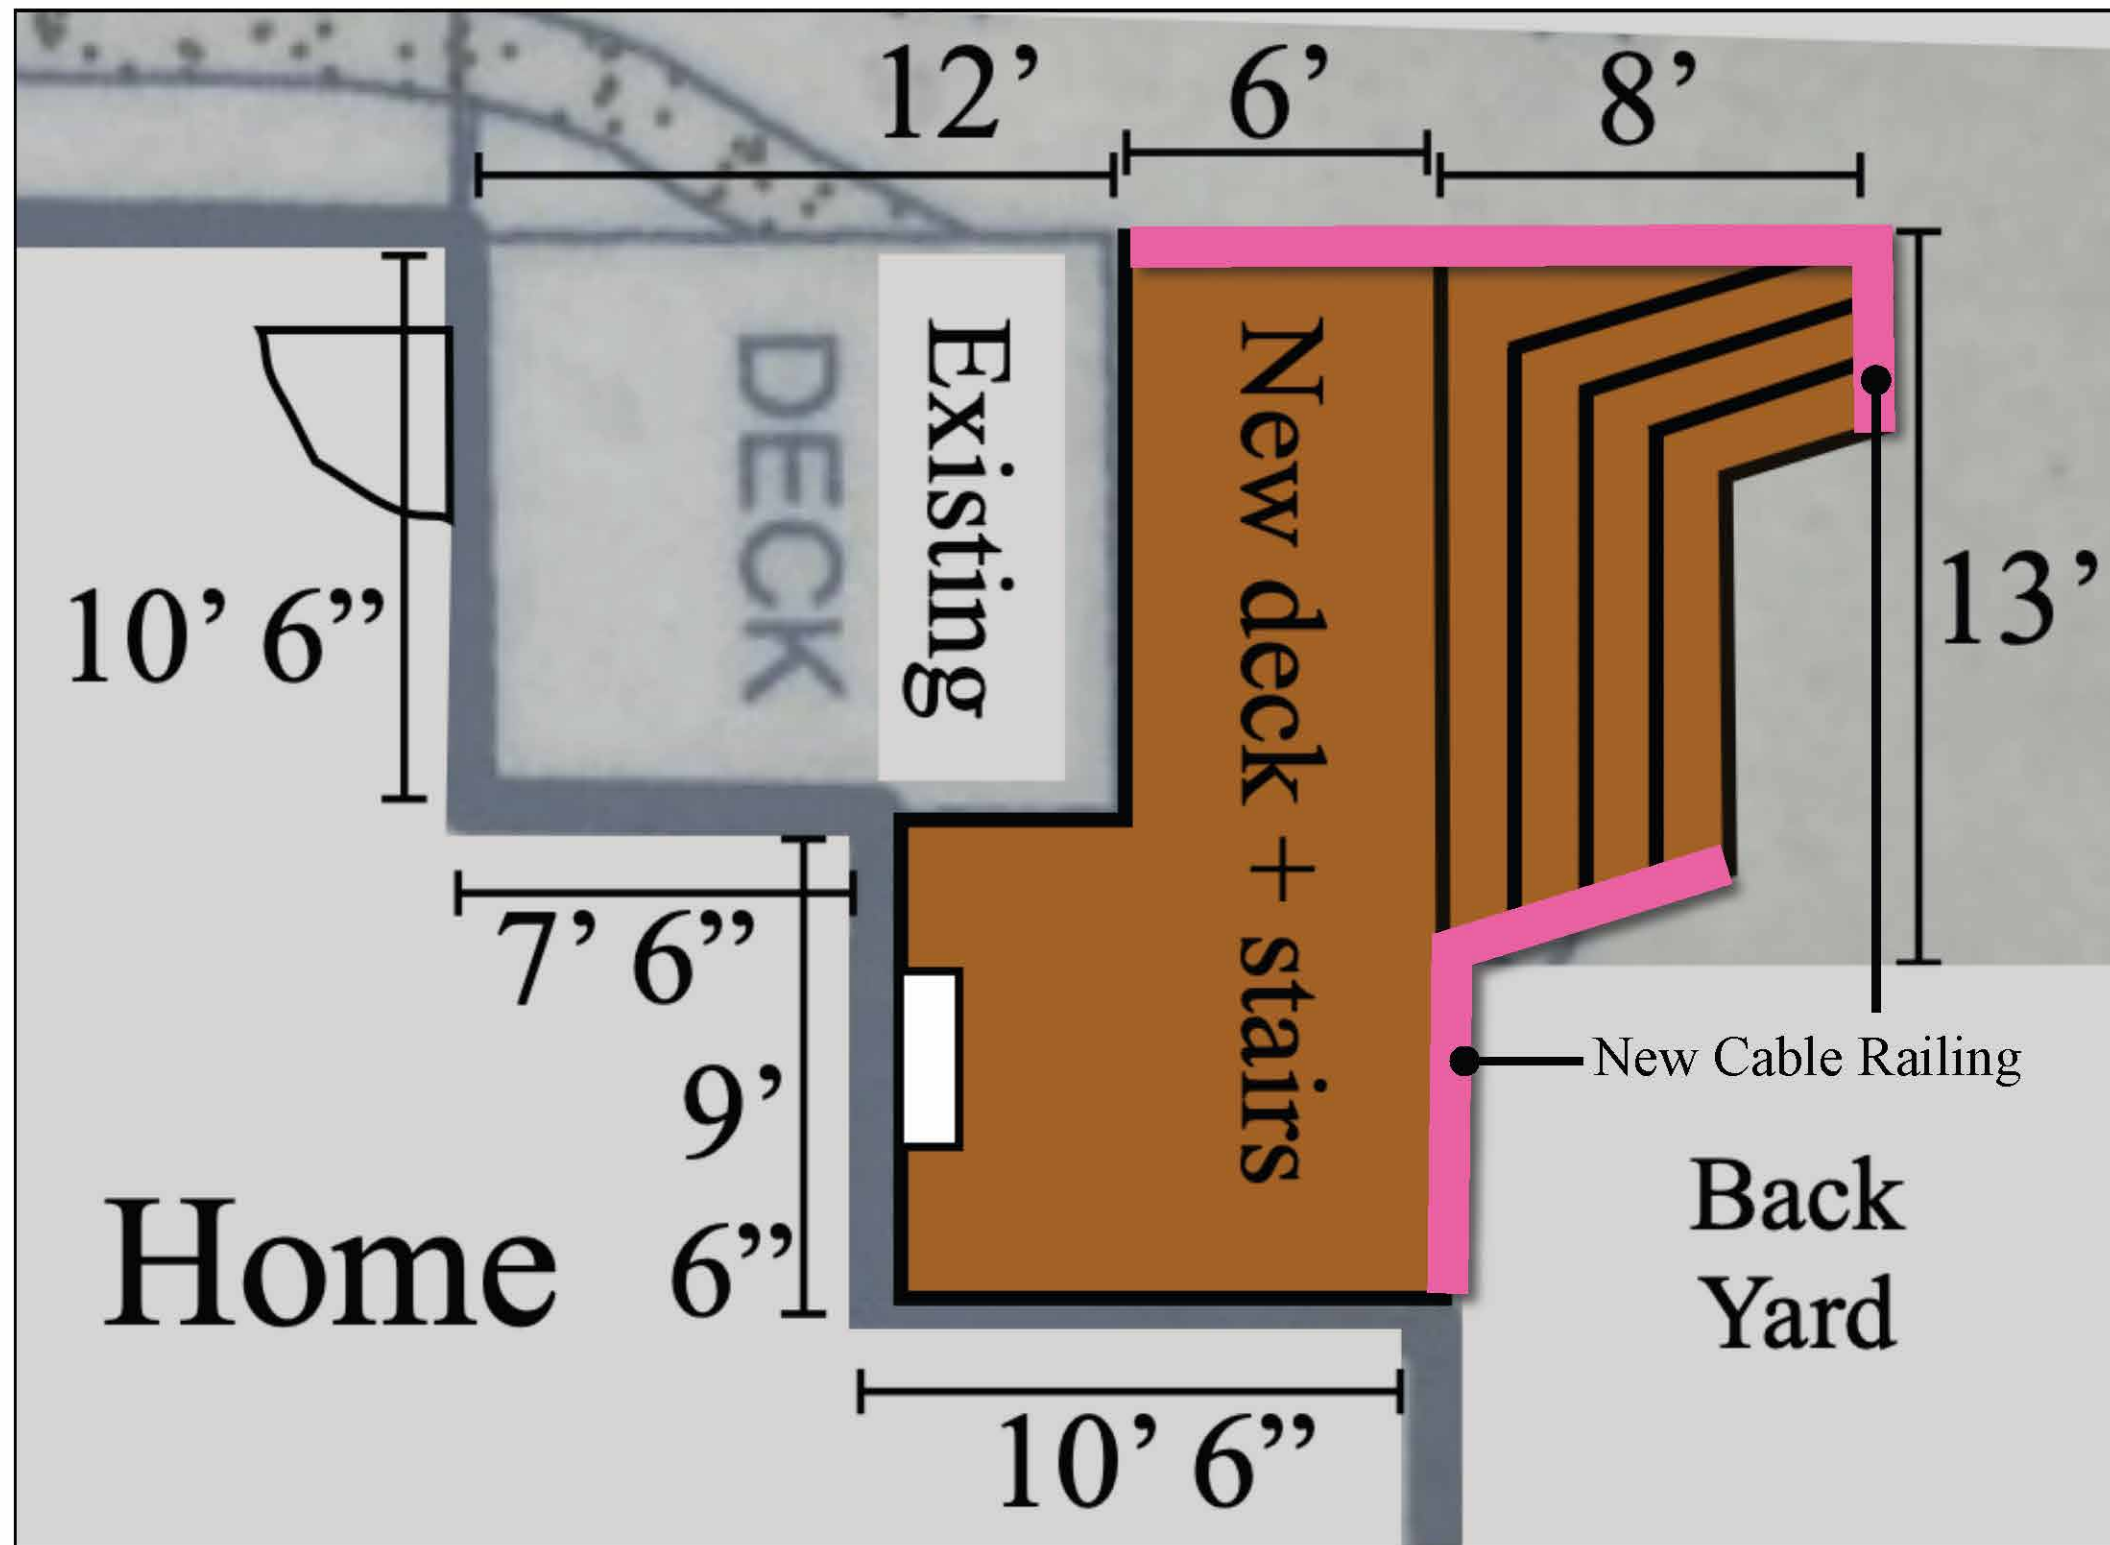 12’
6’
8’
Existing
DECK
New deck + stairs
10’ 6”
13’
7’ 6”
9’
6”
New Cable Railing
Home
Back
Yard
10’ 6”